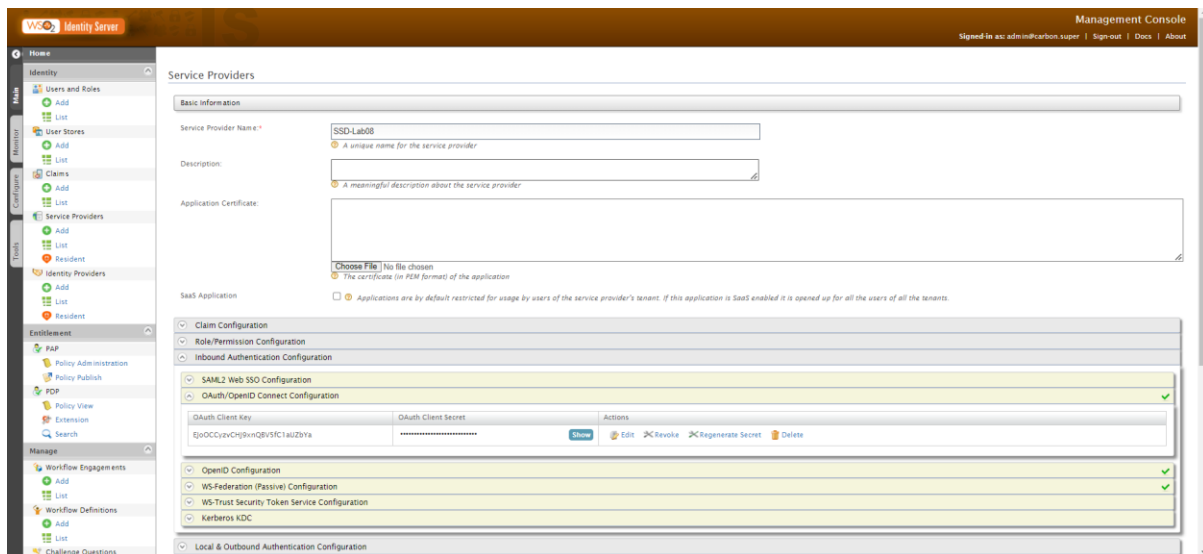 WSO2 Identity Server
Management Console
Signed-in as: admin@carbon.super | Sign-out | Docs | About
Home
Main
Monitor
Configure
Tools
Identity
Users and Roles
Add
List
User Stores
Add
List
Claims
Add
List
Service Providers
Add
List
Resident
Identity Providers
Add
List
Resident
Entitlement
PAP
Policy Administration
Policy Publish
PDP
Policy View
Extension
Search
Manage
Workflow Engagements
Add
List
Workflow Definitions
Add
List
Challenge Questions
Service Providers
Basic Information
Service Provider Name:*
SSD-Lab08
A unique name for the service provider
Description:
A meaningful description about the service provider
Application Certificate:
Choose File No file chosen
The certificate (in PEM format) of the application
SaaS Application
Applications are by default restricted for usage by users of the service provider's tenant. If this application is SaaS enabled it is opened up for all the users of all the tenants.
Claim Configuration
Role/Permission Configuration
Inbound Authentication Configuration
SAML2 Web SSO Configuration
OAuth/OpenID Connect Configuration
OAuth Client Key OAuth Client Secret Actions
EJoOCCyzvCHJ9xnQBV5fC1aUZbYa •••••••••••••••••••••••••••• Show Edit Revoke Regenerate Secret Delete
OpenID Configuration
WS-Federation (Passive) Configuration
WS-Trust Security Token Service Configuration
Kerberos KDC
Local & Outbound Authentication Configuration